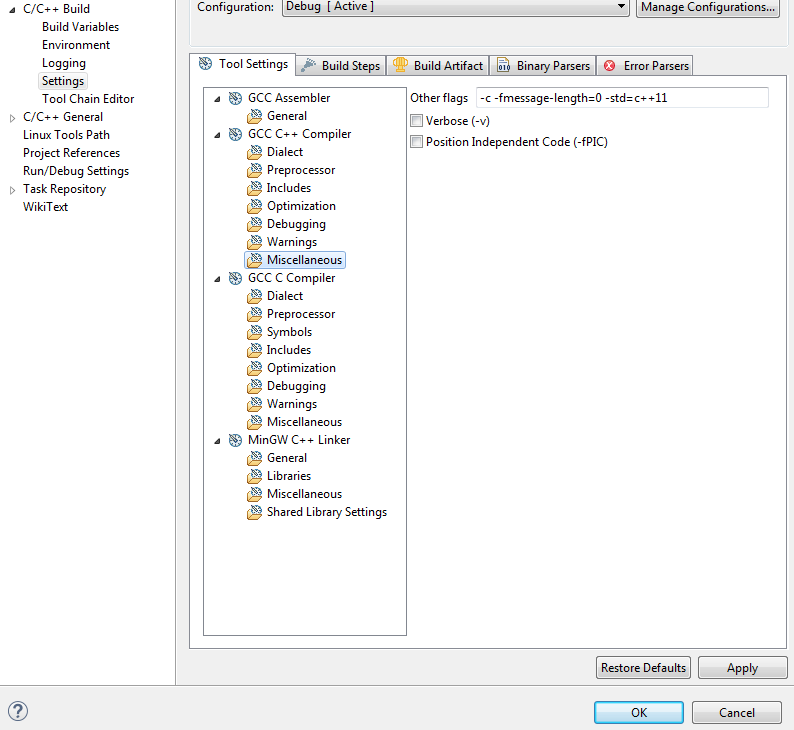 C/C++ Build
Build Variables
Environment
Logging
Settings
Tool Chain Editor
C/C++ General
Linux Tools Path
Project References
Run/Debug Settings
Task Repository
WikiText
Configuration: Debug [ Active ] Manage Configurations...
Tool Settings Build Steps Build Artifact Binary Parsers Error Parsers
GCC Assembler
General
GCC C++ Compiler
Dialect
Preprocessor
Includes
Optimization
Debugging
Warnings
Miscellaneous
GCC C Compiler
Dialect
Preprocessor
Symbols
Includes
Optimization
Debugging
Warnings
Miscellaneous
MinGW C++ Linker
General
Libraries
Miscellaneous
Shared Library Settings
Other flags -c -fmessage-length=0 -std=c++11
Verbose (-v)
Position Independent Code (-fPIC)
Restore Defaults Apply
? OK Cancel